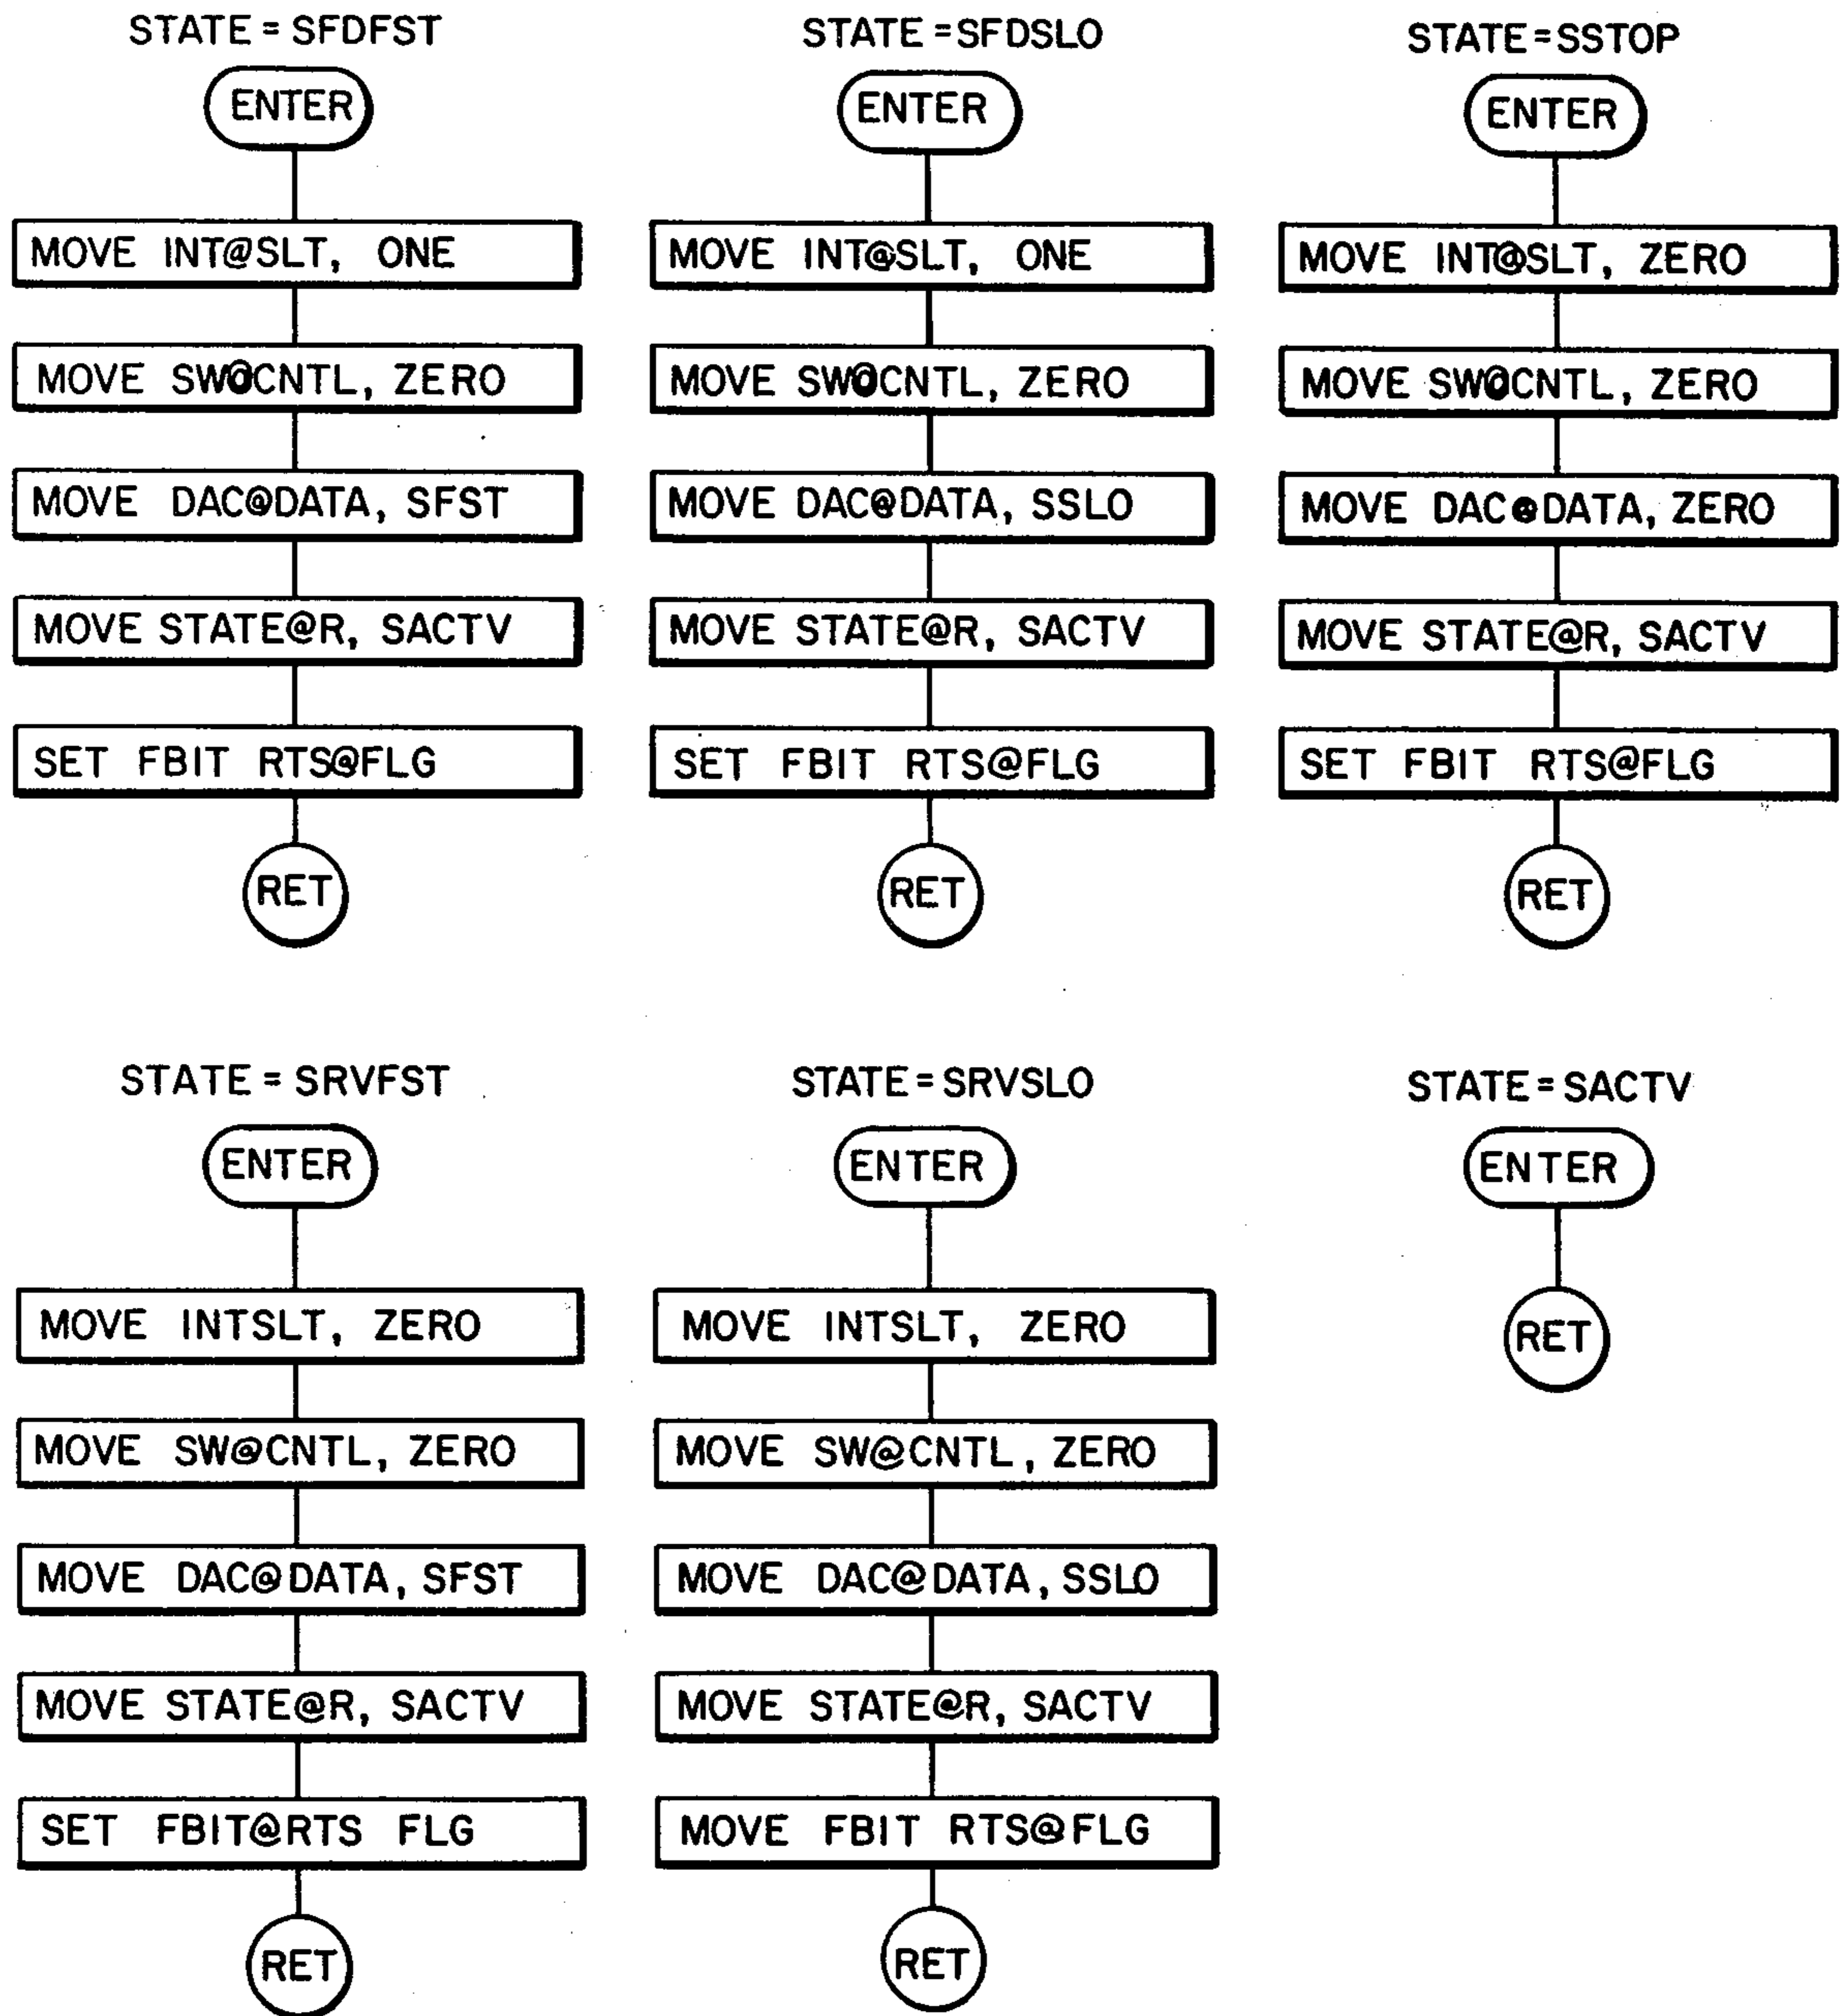 STATE = SFDFST
ENTER
MOVE INT@SLT, ONE
MOVE SW@CNTL, ZERO
MOVE DAC@DATA, SFST
MOVE STATE@R, SACTV
SET FBIT RTS@FLG
RET
STATE = SFDSLO
ENTER
MOVE INT@SLT, ONE
MOVE SW@CNTL, ZERO
MOVE DAC@DATA, SSLO
MOVE STATE@R, SACTV
SET FBIT RTS@FLG
RET
STATE = SSTOP
ENTER
MOVE INT@SLT, ZERO
MOVE SW@CNTL, ZERO
MOVE DAC@DATA, ZERO
MOVE STATE@R, SACTV
SET FBIT RTS@FLG
RET
STATE = SRVFST
ENTER
MOVE INTSLT, ZERO
MOVE SW@CNTL, ZERO
MOVE DAC@DATA, SFST
MOVE STATE@R, SACTV
SET FBIT@RTS FLG
RET
STATE = SRVSLO
ENTER
MOVE INTSLT, ZERO
MOVE SW@CNTL, ZERO
MOVE DAC@DATA, SSLO
MOVE STATE@R, SACTV
MOVE FBIT RTS@FLG
RET
STATE = SACTV
ENTER
RET